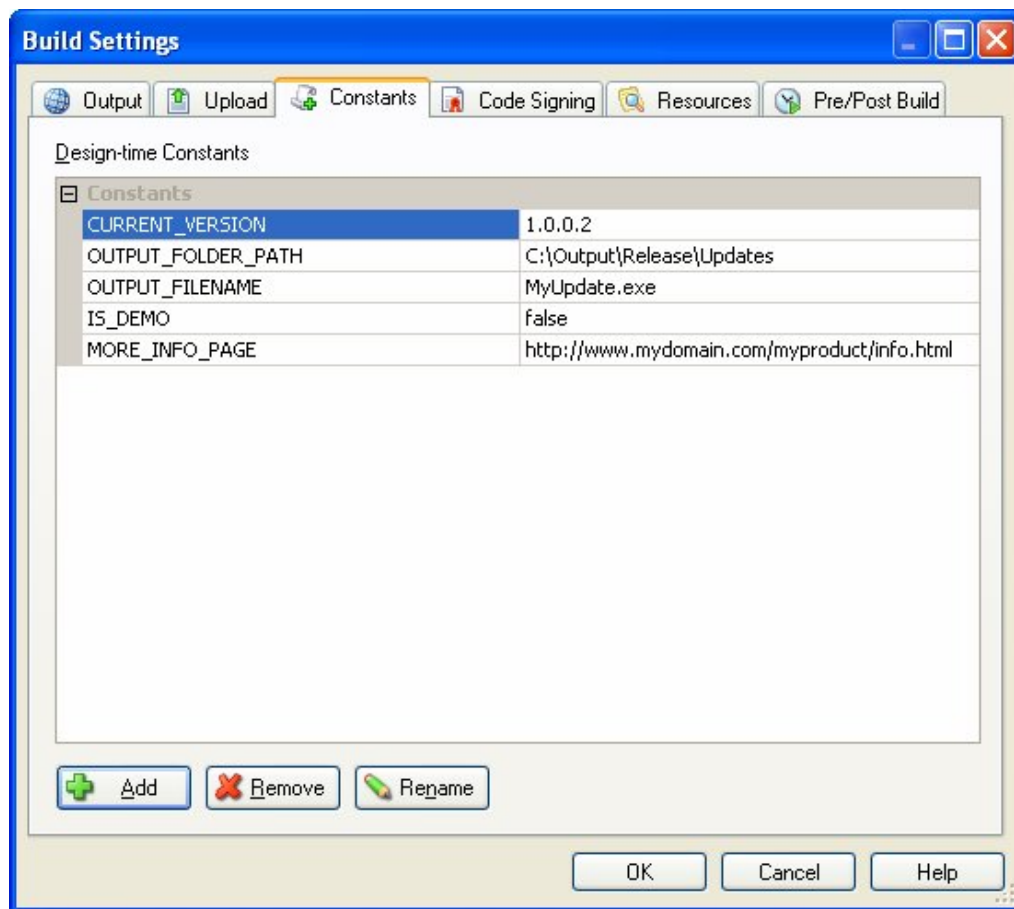 Build Settings
Output Upload Constants Code Signing Resources Pre/Post Build
Design-time Constants
Constants
CURRENT_VERSION 1.0.0.2
OUTPUT_FOLDER_PATH C:\Output\Release\Updates
OUTPUT_FILENAME MyUpdate.exe
IS_DEMO false
MORE_INFO_PAGE http://www.mydomain.com/myproduct/info.html
Add Remove Rename
OK Cancel Help